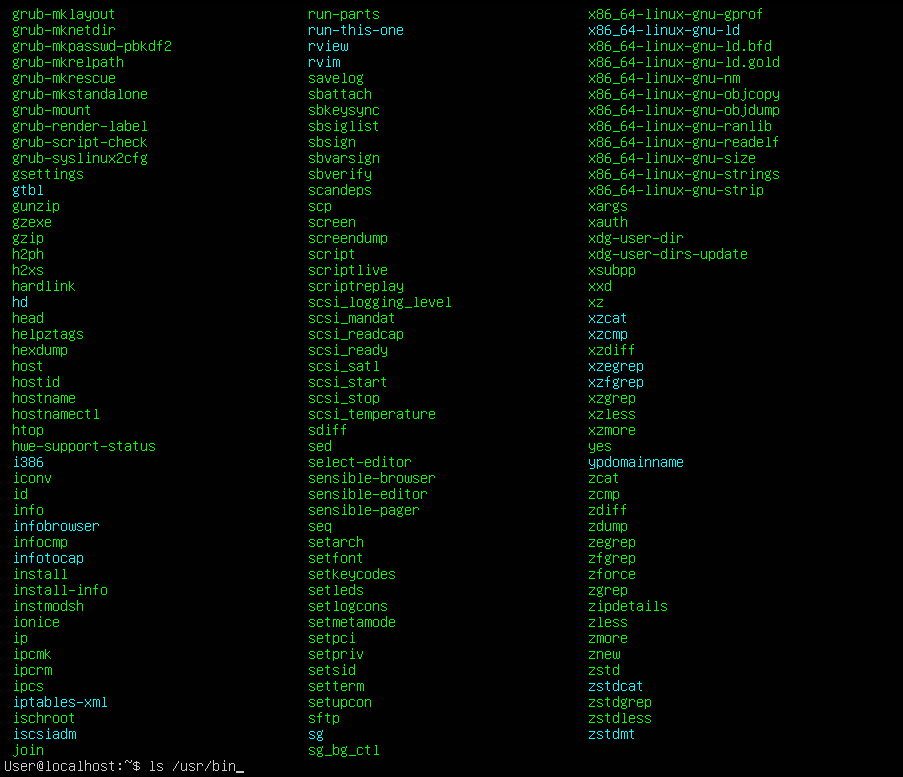 grub-mklayout run-parts x86_64-linux-gnu-gprof
grub-mknetdir run-this-one x86_64-linux-gnu-ld
grub-mkpasswd-pbkdf2 rview x86_64-linux-gnu-ld.bfd
grub-mkrelpath rvim x86_64-linux-gnu-ld.gold
grub-mkrescue savelog x86_64-linux-gnu-nm
grub-mkstandalone sbattach x86_64-linux-gnu-objcopy
grub-mount sbkeysync x86_64-linux-gnu-objdump
grub-render-label sbsiglist x86_64-linux-gnu-ranlib
grub-script-check sbsign x86_64-linux-gnu-readelf
grub-syslinux2cfg sbvarsign x86_64-linux-gnu-size
gsettings sbverify x86_64-linux-gnu-strings
gtbl scandeps x86_64-linux-gnu-strip
gunzip scp xargs
gzexe screen xauth
gzip screendump xdg-user-dir
h2ph script xdg-user-dirs-update
h2xs scriptlive xsubpp
hardlink scriptreplay xxd
hd scsi_logging_level xz
head scsi_mandat xzcat
helpztags scsi_readcap xzcmp
hexdump scsi_ready xzdiff
host scsi_satl xzegrep
hostid scsi_start xzfgrep
hostname scsi_stop xzgrep
hostnamectl scsi_temperature xzless
htop sdiff xzmore
hwe-support-status sed yes
i386 select-editor ypdomainname
iconv sensible-browser zcat
id sensible-editor zcmp
info sensible-pager zdiff
infobrowser seq zdump
infocmp setarch zegrep
infotocap setfont zfgrep
install setkeycodes zforce
install-info setleds zgrep
instmodsh setlogcons zipdetails
ionice setmetamode zless
ip setpci zmore
ipcmk setpriv znew
ipcrm setsid zstd
ipcs setterm zstdcat
iptables-xml setupcon zstdgrep
ischroot sftp zstdless
iscsiadm sg zstdmt
join sg_bg_ctl
User@localhost:~$ ls /usr/bin_